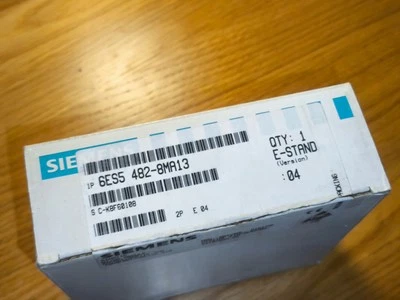 SIEMENS
1P 6ES5 482-8MA13
QTY: 1
E-STAND
(Version)
:04
S C-K8F60108
2P E 04
SIEMENS